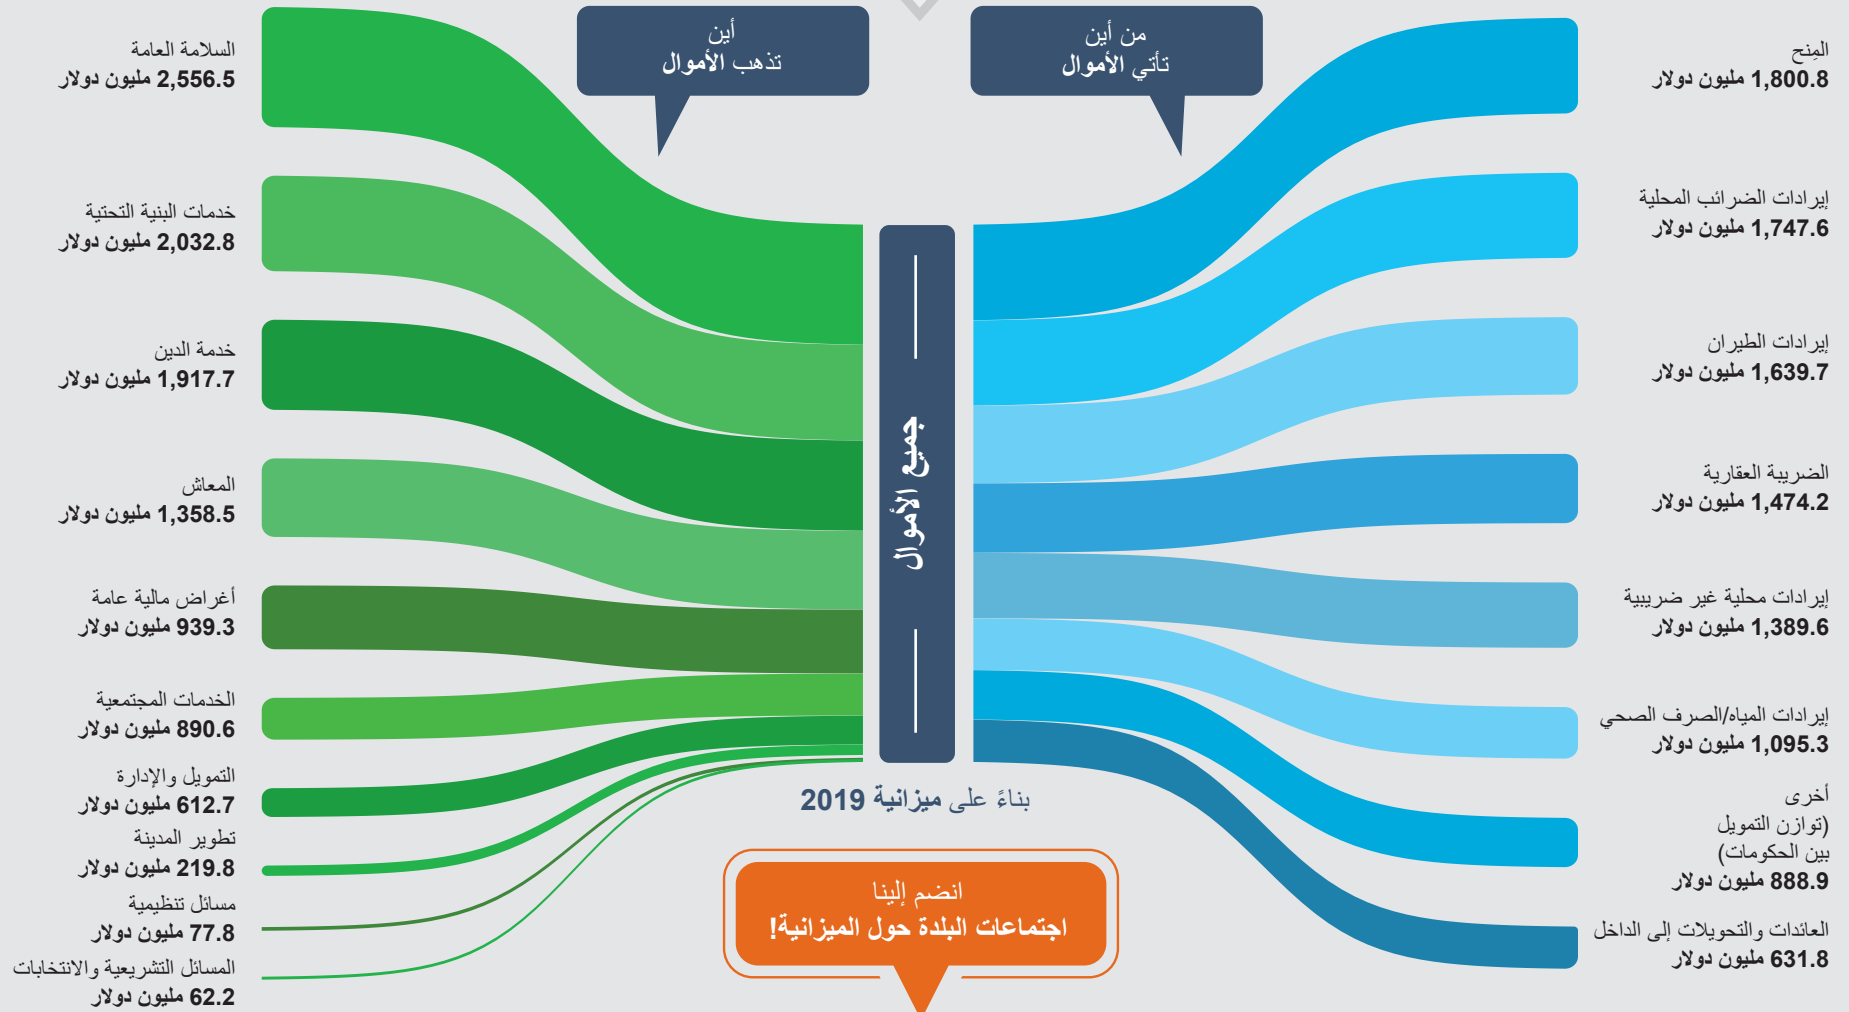 من أين
تأتي الأموال
المِنح
1,800.8 مليون دولار
إيرادات الضرائب المحلية
1,747.6 مليون دولار
إيرادات الطيران
1,639.7 مليون دولار
الضريبة العقارية
1,474.2 مليون دولار
إيرادات محلية غير ضريبية
1,389.6 مليون دولار
إيرادات المياه/الصرف الصحي
1,095.3 مليون دولار
أخرى
(توازن التمويل
بين الحكومات)
888.9 مليون دولار
العائدات والتحويلات إلى الداخل
631.8 مليون دولار
جميع الأموال
بناءً على ميزانية 2019
أين
تذهب الأموال
السلامة العامة
2,556.5 مليون دولار
خدمات البنية التحتية
2,032.8 مليون دولار
خدمة الدين
1,917.7 مليون دولار
المعاش
1,358.5 مليون دولار
أغراض مالية عامة
939.3 مليون دولار
الخدمات المجتمعية
890.6 مليون دولار
التمويل والإدارة
612.7 مليون دولار
تطوير المدينة
219.8 مليون دولار
مسائل تنظيمية
77.8 مليون دولار
المسائل التشريعية والانتخابات
62.2 مليون دولار
انضم إلينا
اجتماعات البلدة حول الميزانية!